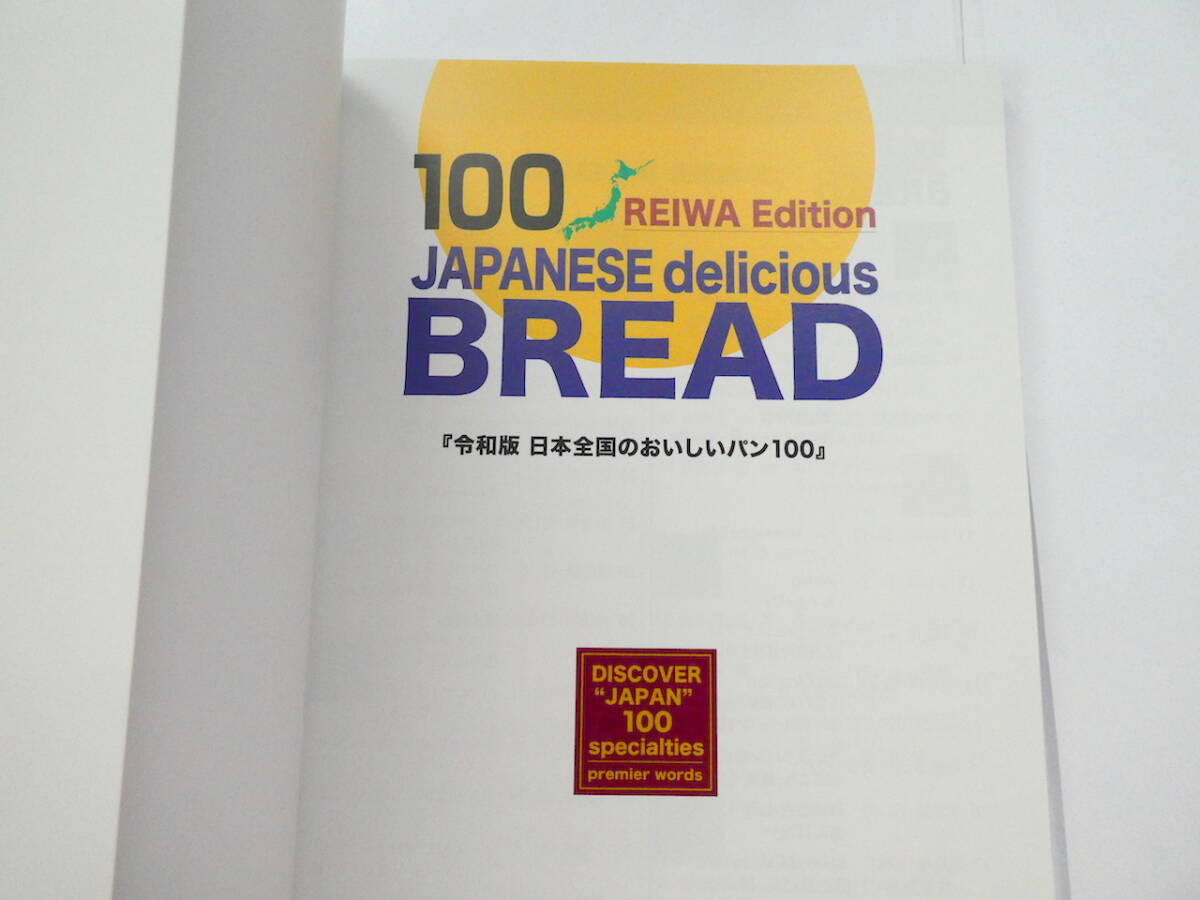 100
REIWA Edition
JAPANESE delicious
BREAD
『令和版 日本全国のおいしいパン100』
DISCOVER
“JAPAN”
100
specialties
premier words